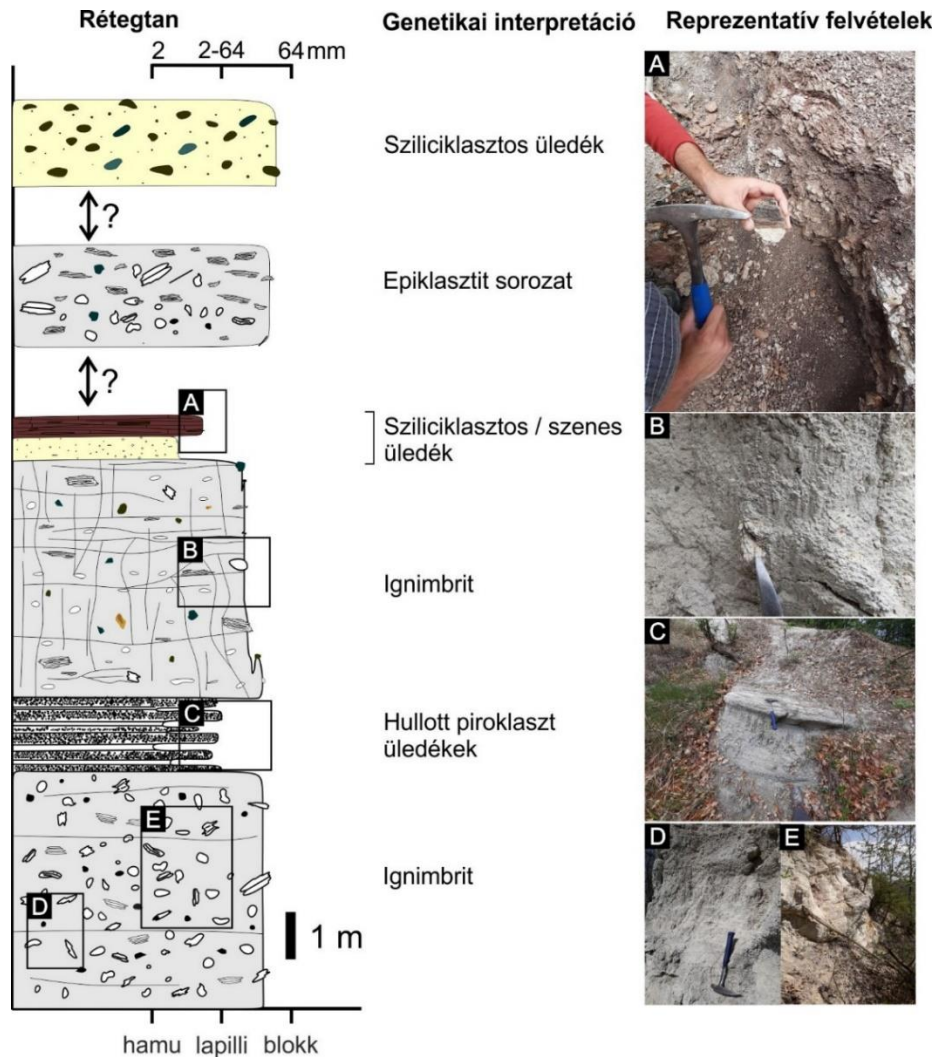 Rétegtan
Genetikai interpretáció
Reprezentatív felvételek
2 2-64 64 mm
A
Sziliciklasztos üledék
?
Epiklasztit sorozat
?
A
Sziliciklasztos / szenes
üledék
B
B
Ignimbrit
C
C
Hullott piroklaszt
üledékek
E
D
Ignimbrit
D
E
1 m
hamu lapilli blokk